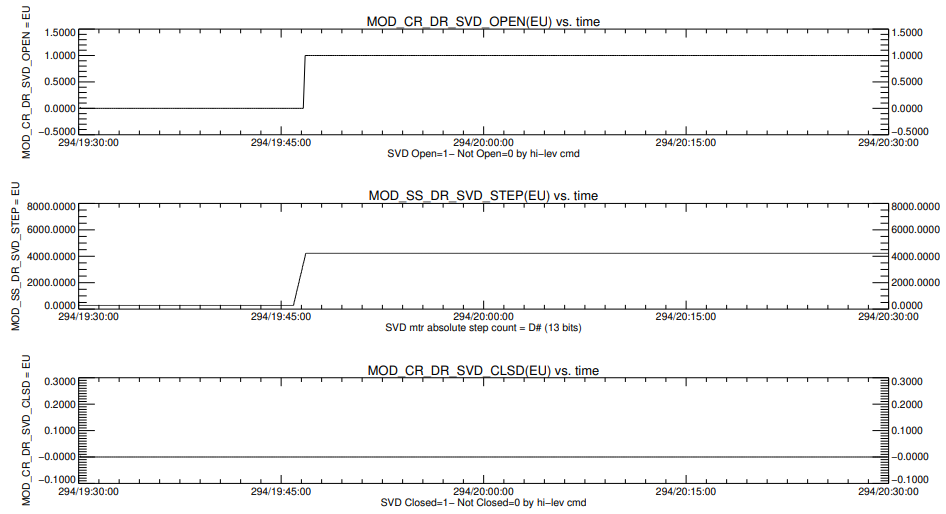 MOD_CR_DR_SVD_OPEN(EU) vs. time
MOD_CR_DR_SVD_OPEN = EU
1.5000
1.0000
0.5000
0.0000
−0.5000
1.5000
1.0000
0.5000
0.0000
−0.5000
294/19:30:00 294/19:45:00 294/20:00:00 294/20:15:00 294/20:30:00
SVD Open=1− Not Open=0 by hi−lev cmd
MOD_SS_DR_SVD_STEP(EU) vs. time
MOD_SS_DR_SVD_STEP = EU
8000.0000
6000.0000
4000.0000
2000.0000
0.0000
8000.0000
6000.0000
4000.0000
2000.0000
0.0000
294/19:30:00 294/19:45:00 294/20:00:00 294/20:15:00 294/20:30:00
SVD mtr absolute step count = D# (13 bits)
MOD_CR_DR_SVD_CLSD(EU) vs. time
MOD_CR_DR_SVD_CLSD = EU
0.3000
0.2000
0.1000
−0.0000
−0.1000
0.3000
0.2000
0.1000
−0.0000
−0.1000
294/19:30:00 294/19:45:00 294/20:00:00 294/20:15:00 294/20:30:00
SVD Closed=1− Not Closed=0 by hi−lev cmd